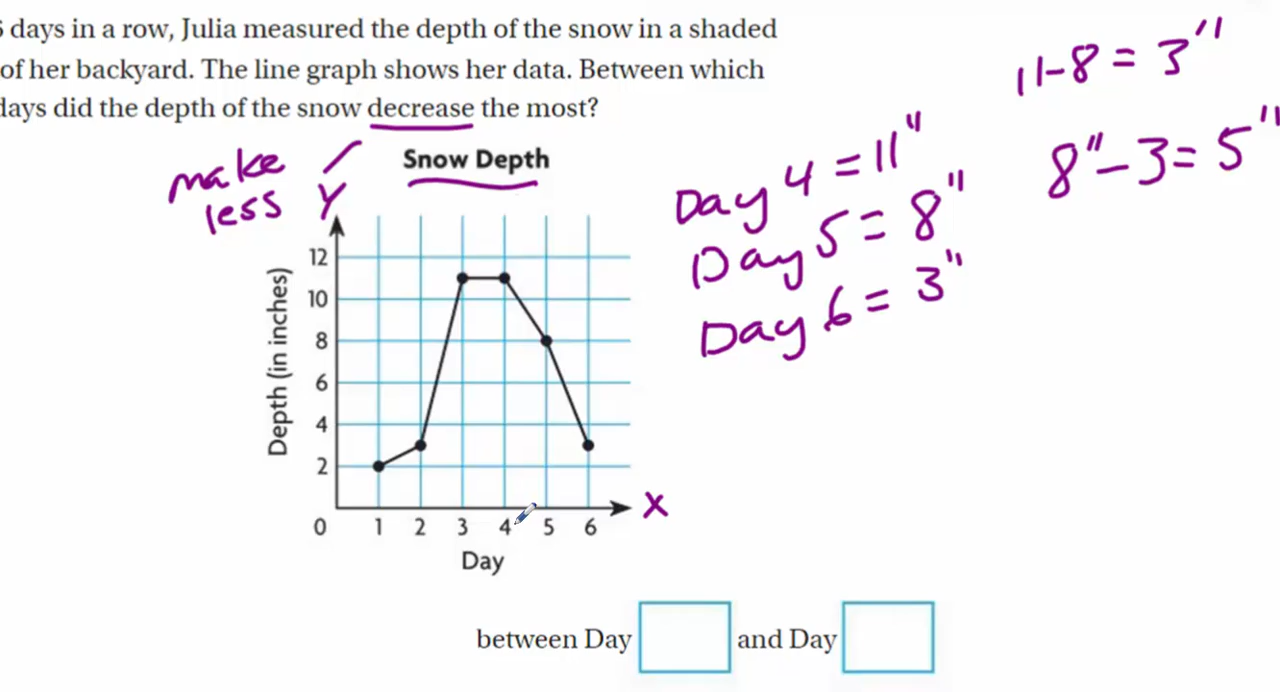 days in a row, Julia measured the depth of the snow in a shaded
of her backyard. The line graph shows her data. Between which
days did the depth of the snow decrease the most?
11-8 = 3"
8"-3= 5"
make
less
Y
Snow Depth
Day 4 = 11"
Day 5 = 8"
Day 6 = 3"
12
10
8
6
4
2
0
Depth (in inches)
1 2 3 4 5 6
X
Day
between Day
and Day